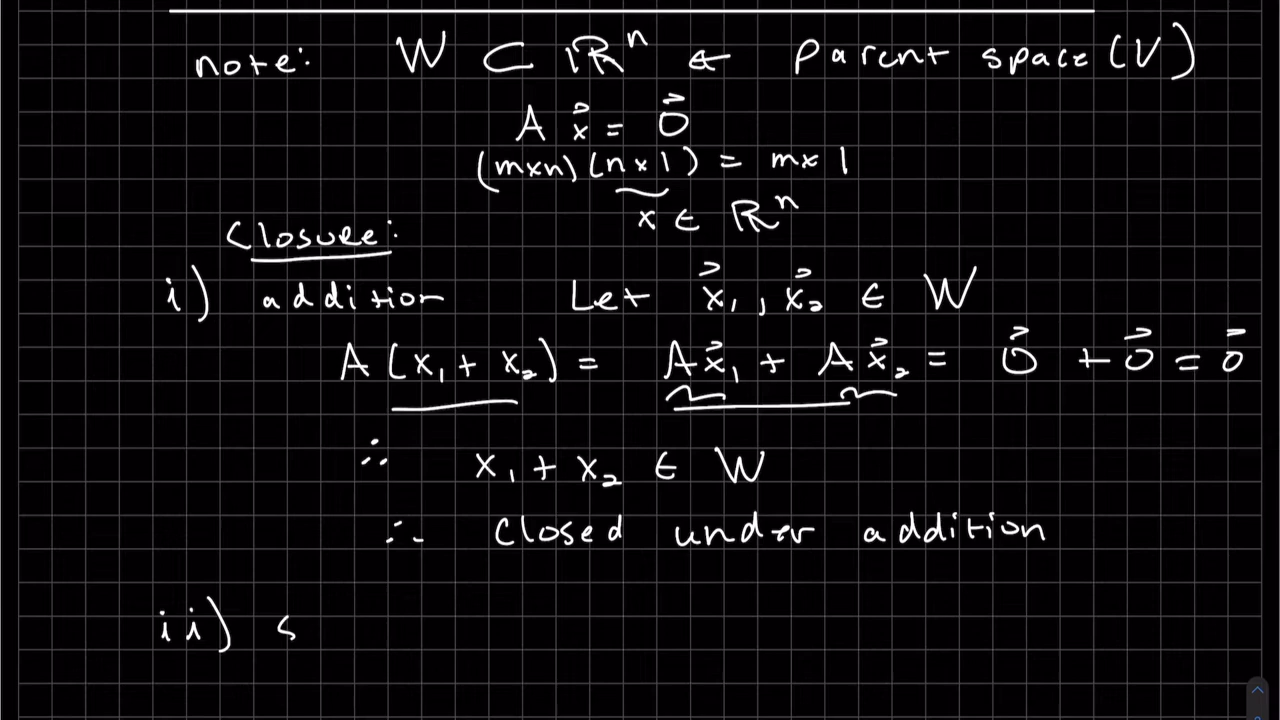 note: W ⊂ ℝⁿ ← Parent space (V)
A x⃗ = 0⃗
(m×n) (n×1) = m×1
x ∈ ℝⁿ
Closure:
i) addition Let x⃗₁, x⃗₂ ∈ W
A (x₁ + x₂) = Ax⃗₁ + Ax⃗₂ = 0⃗ + 0⃗ = 0⃗
∴ x₁ + x₂ ∈ W
∴ Closed under addition
ii) s